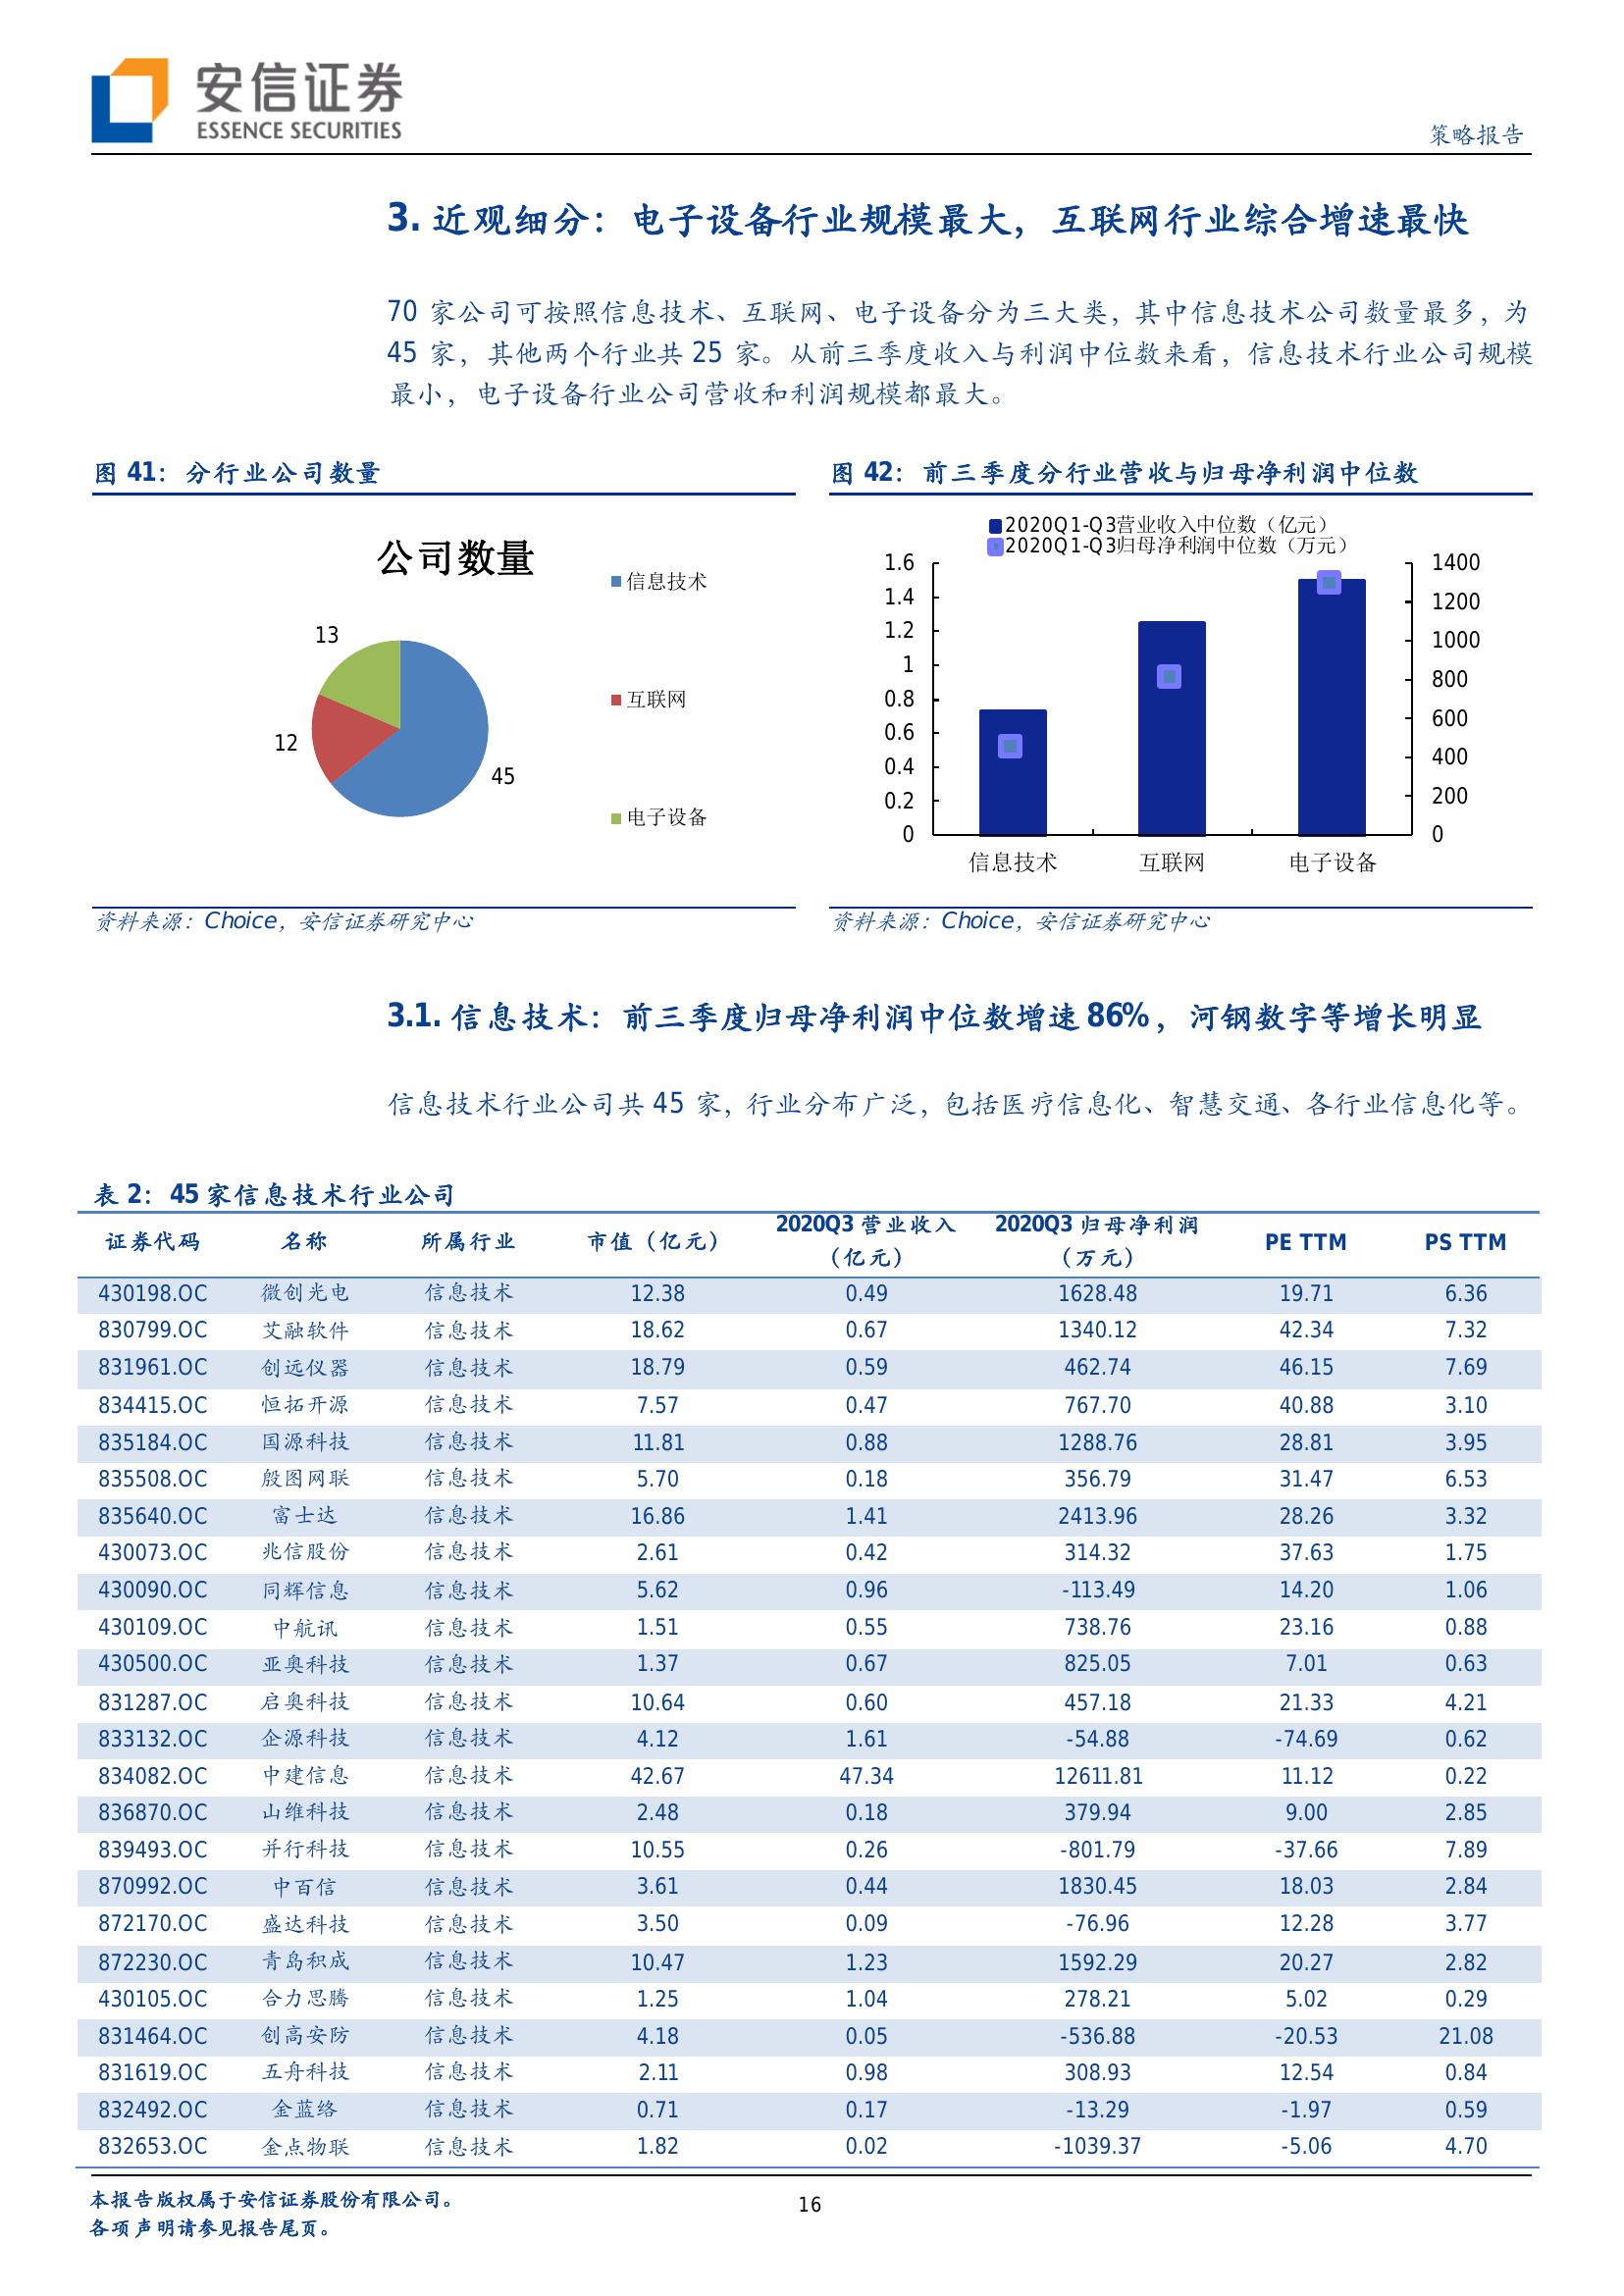 安信证券
ESSENCE SECURITIES
策略报告
3. 近观细分：电子设备行业规模最大，互联网行业综合增速最快
70 家公司可按照信息技术、互联网、电子设备分为三大类，其中信息技术公司数量最多，为
45 家，其他两个行业共 25 家。从前三季度收入与利润中位数来看，信息技术行业公司规模
最小，电子设备行业公司营收和利润规模都最大。
图 41：分行业公司数量
公司数量
信息技术
互联网
电子设备
13
12
45
资料来源：Choice，安信证券研究中心
图 42：前三季度分行业营收与归母净利润中位数
2020Q1-Q3营业收入中位数（亿元）
2020Q1-Q3归母净利润中位数（万元）
1.6 1400
1.4 1200
1.2 1000
1 800
0.8 600
0.6 400
0.4 200
0.2 0
0
信息技术 互联网 电子设备
资料来源：Choice，安信证券研究中心
3.1. 信息技术：前三季度归母净利润中位数增速 86%，河钢数字等增长明显
信息技术行业公司共 45 家，行业分布广泛，包括医疗信息化、智慧交通、各行业信息化等。
表 2：45 家信息技术行业公司
证券代码 名称 所属行业 市值（亿元） 2020Q3 营业收入（亿元） 2020Q3 归母净利润（万元） PE TTM PS TTM
430198.OC 微创光电 信息技术 12.38 0.49 1628.48 19.71 6.36
830799.OC 艾融软件 信息技术 18.62 0.67 1340.12 42.34 7.32
831961.OC 创远仪器 信息技术 18.79 0.59 462.74 46.15 7.69
834415.OC 恒拓开源 信息技术 7.57 0.47 767.70 40.88 3.10
835184.OC 国源科技 信息技术 11.81 0.88 1288.76 28.81 3.95
835508.OC 殷图网联 信息技术 5.70 0.18 356.79 31.47 6.53
835640.OC 富士达 信息技术 16.86 1.41 2413.96 28.26 3.32
430073.OC 兆信股份 信息技术 2.61 0.42 314.32 37.63 1.75
430090.OC 同辉信息 信息技术 5.62 0.96 -113.49 14.20 1.06
430109.OC 中航讯 信息技术 1.51 0.55 738.76 23.16 0.88
430500.OC 亚奥科技 信息技术 1.37 0.67 825.05 7.01 0.63
831287.OC 启奥科技 信息技术 10.64 0.60 457.18 21.33 4.21
833132.OC 企源科技 信息技术 4.12 1.61 -54.88 -74.69 0.62
834082.OC 中建信息 信息技术 42.67 47.34 12611.81 11.12 0.22
836870.OC 山维科技 信息技术 2.48 0.18 379.94 9.00 2.85
839493.OC 并行科技 信息技术 10.55 0.26 -801.79 -37.66 7.89
870992.OC 中百信 信息技术 3.61 0.44 1830.45 18.03 2.84
872170.OC 盛达科技 信息技术 3.50 0.09 -76.96 12.28 3.77
872230.OC 青岛积成 信息技术 10.47 1.23 1592.29 20.27 2.82
430105.OC 合力思腾 信息技术 1.25 1.04 278.21 5.02 0.29
831464.OC 创高安防 信息技术 4.18 0.05 -536.88 -20.53 21.08
831619.OC 五舟科技 信息技术 2.11 0.98 308.93 12.54 0.84
832492.OC 金蓝络 信息技术 0.71 0.17 -13.29 -1.97 0.59
832653.OC 金点物联 信息技术 1.82 0.02 -1039.37 -5.06 4.70
本报告版权属于安信证券股份有限公司。
各项声明请参见报告尾页。
16